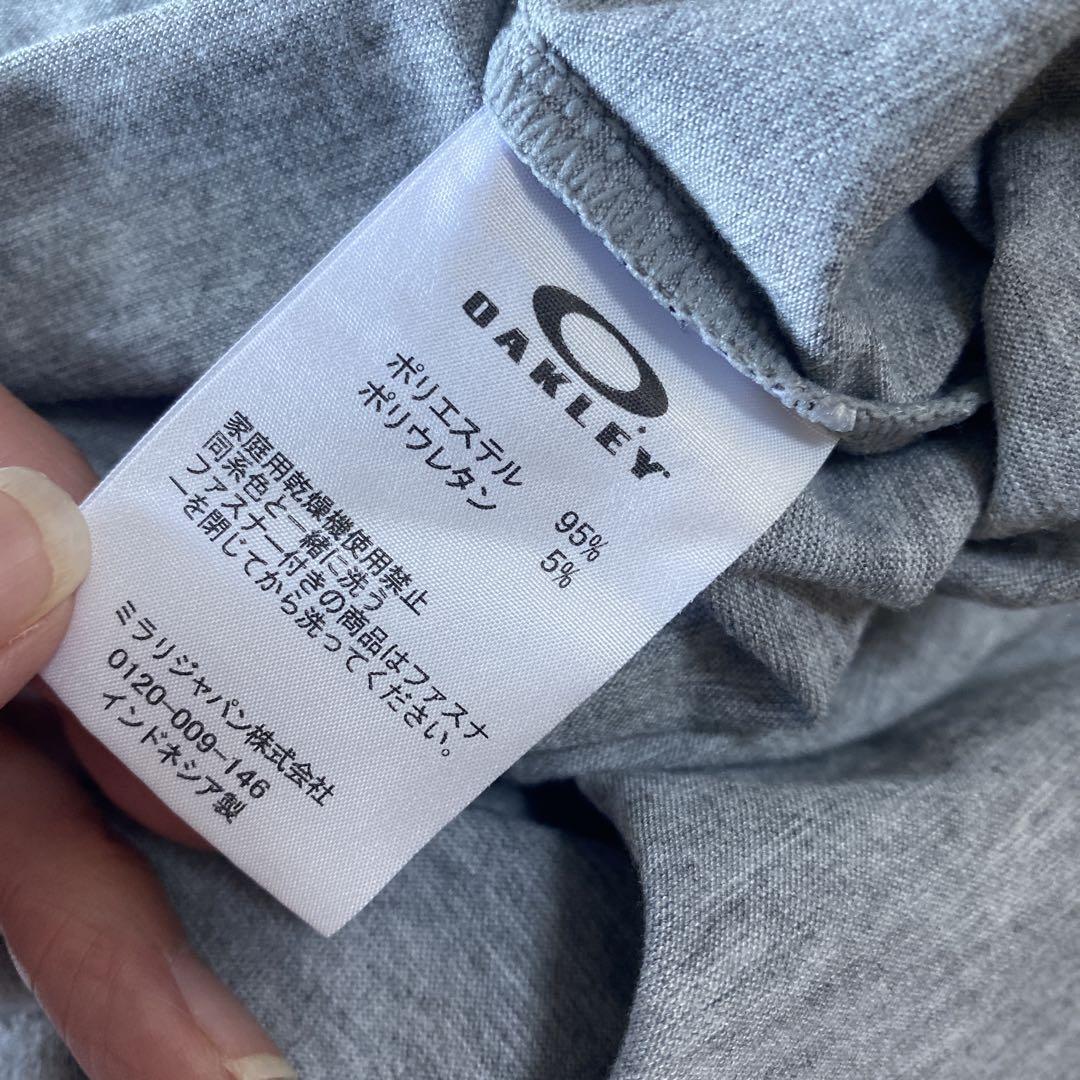 OAKLEY
ポリエステル 95%
ポリウレタン 5%
家庭用乾燥機使用禁止
同系色と一緒に洗う
ファスナー付きの商品はファスナ
ーを閉じてから洗ってください。
ミラリジャパン株式会社
0120-009-146
インドネシア製